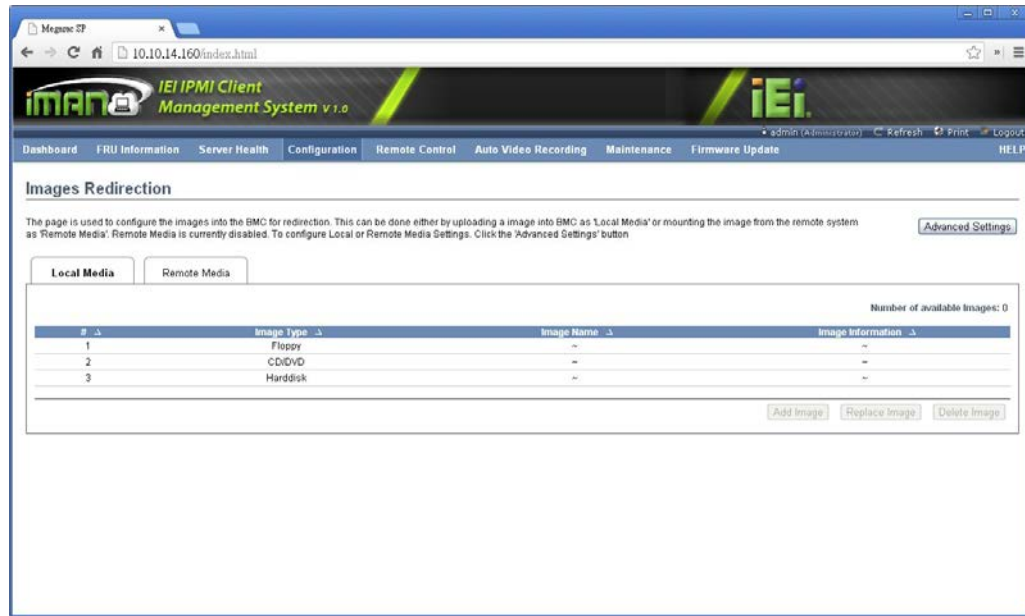 Megarac SP
10.10.14.160/index.html
iMAN
IEI IPMI Client
Management System v 1.0
iEi
admin (Administrator) Refresh Print Logout
Dashboard FRU Information Server Health Configuration Remote Control Auto Video Recording Maintenance Firmware Update HELP
Images Redirection
The page is used to configure the images into the BMC for redirection. This can be done either by uploading a image into BMC as 'Local Media' or mounting the image from the remote system
as 'Remote Media'. Remote Media is currently disabled. To configure Local or Remote Media Settings. Click the 'Advanced Settings' button
Advanced Settings
Local Media Remote Media
Number of available Images: 0
# Image Type Image Name Image Information
1 Floppy ~ ~
2 CD/DVD ~ ~
3 Harddisk ~ ~
Add Image Replace Image Delete Image